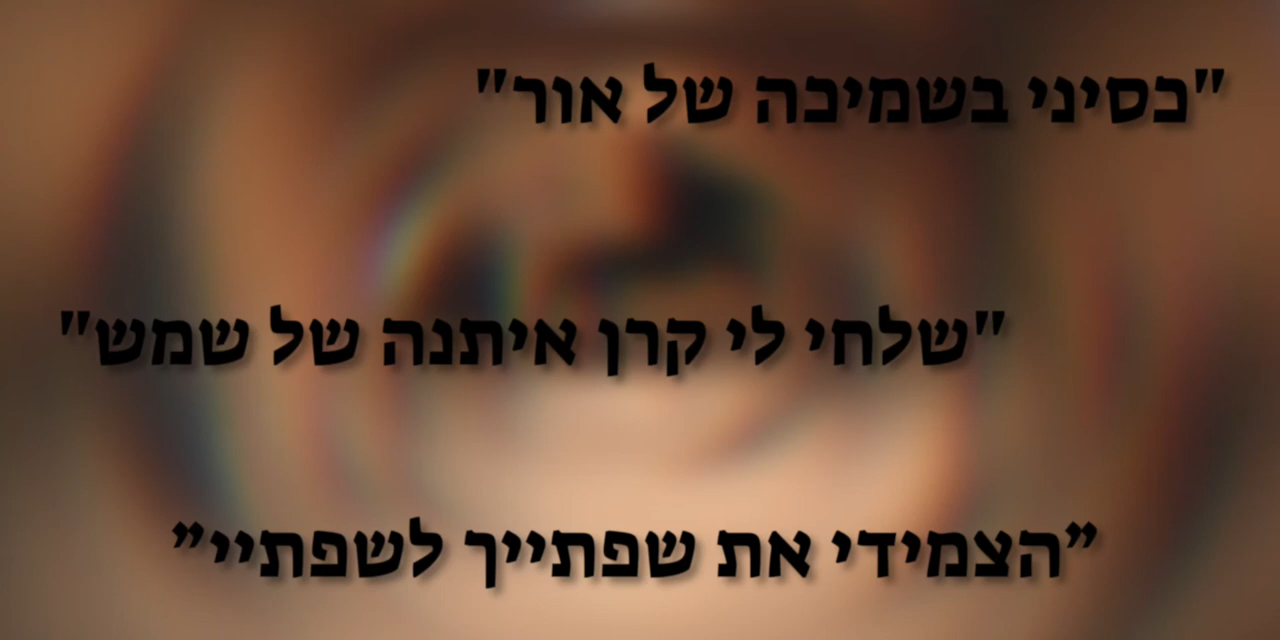 "כסיני בשמיכה של אור"
"שלחי לי קרן איתנה של שמש"
”הצמידי את שפתייך לשפתיי”